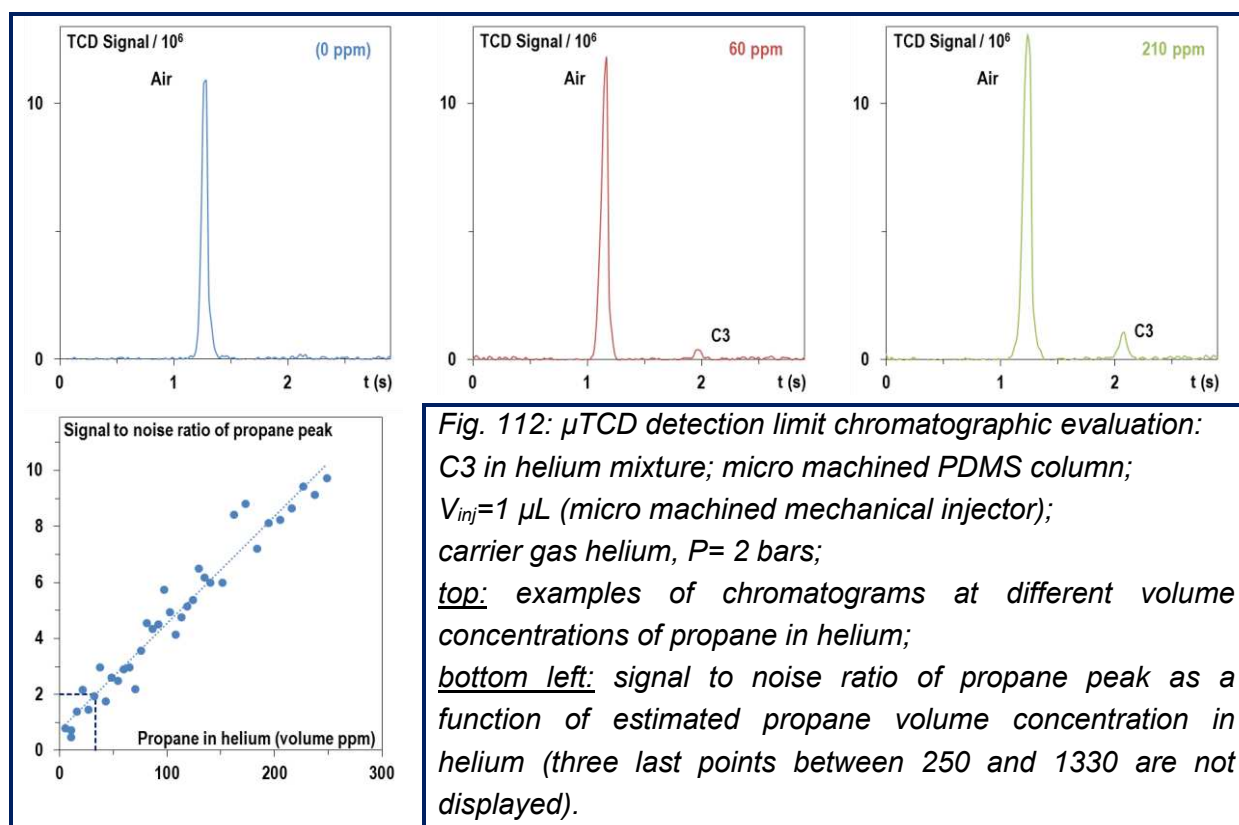 TCD Signal / 10⁶
(0 ppm)
Air
10
0
0
1
2
t (s)
TCD Signal / 10⁶
60 ppm
Air
10
C3
0
0
1
2
t (s)
TCD Signal / 10⁶
210 ppm
Air
10
C3
0
0
1
2
t (s)
Signal to noise ratio of propane peak
10
8
6
4
2
0
Propane in helium (volume ppm)
0
100
200
300
Fig. 112: µTCD detection limit chromatographic evaluation:
C3 in helium mixture; micro machined PDMS column;
Vinj=1 µL (micro machined mechanical injector);
carrier gas helium, P= 2 bars;
top: examples of chromatograms at different volume
concentrations of propane in helium;
bottom left: signal to noise ratio of propane peak as a
function of estimated propane volume concentration in
helium (three last points between 250 and 1330 are not
displayed).